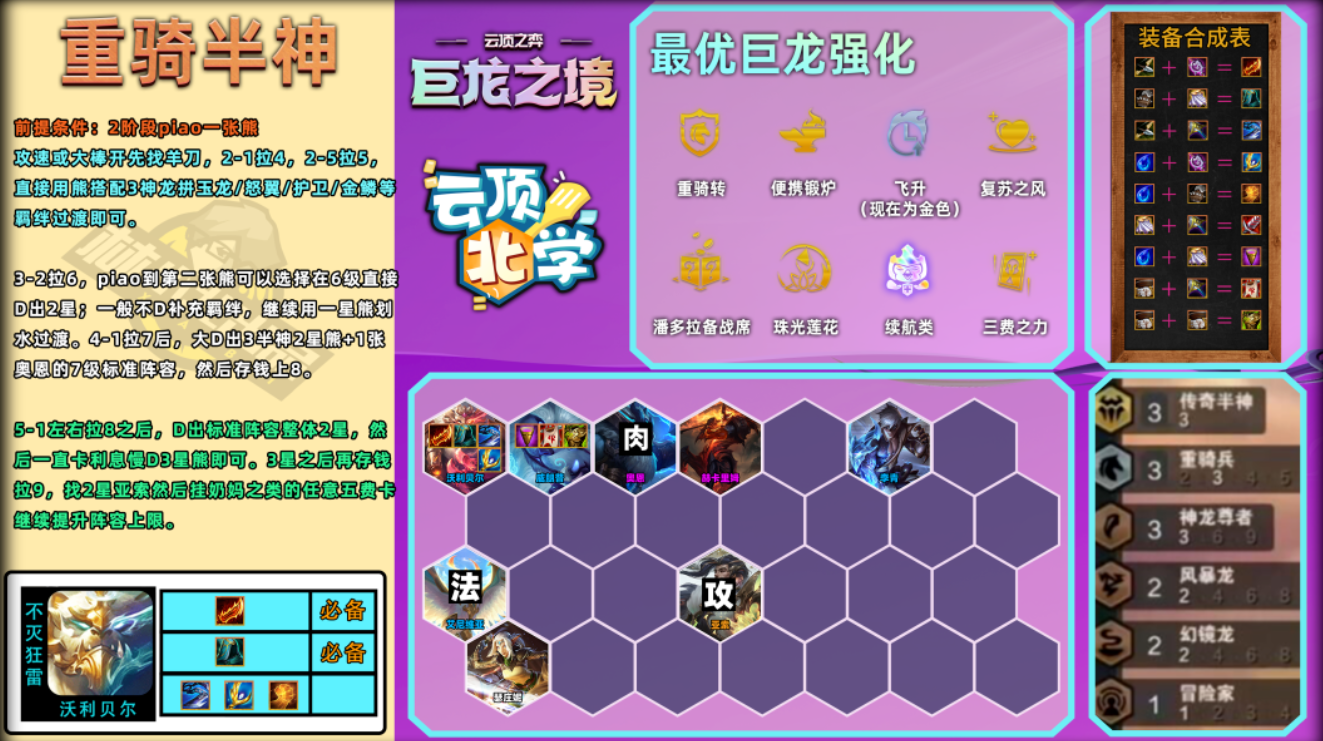 重骑半神
前提条件：2阶段piao一张熊
攻速或大棒开先找羊刀，2-1拉4，2-5拉5，
直接用熊搭配3神龙拼玉龙/怒翼/护卫/金鳞等
羁绊过渡即可。
3-2拉6，piao到第二张熊可以选择在6级直接
D出2星；一般不D补充羁绊，继续用一星熊划
水过渡。4-1拉7后，大D出3半神2星熊+1张
奥恩的7级标准阵容，然后存钱上8。
5-1左右拉8之后，D出标准阵容整体2星，然
后一直卡利息慢D3星熊即可。3星之后再存钱
拉9，找2星亚索然后挂奶妈之类的任意五费卡
继续提升阵容上限。
不灭狂雷
沃利贝尔
必备
必备
云顶之弈
巨龙之境
云顶
北学
最优巨龙强化
重骑转
便携锻炉
飞升
（现在为金色）
复苏之风
潘多拉备战席
珠光莲花
续航类
三费之力
装备合成表
沃利贝尔
肉
奥恩
赫卡里姆
李青
法
艾尼维亚
攻
亚索
3 传奇半神
3
3 重骑兵
2 3 4 5
3 神龙尊者
3 6 9
2 风暴龙
2 4 6 8
2 幻镜龙
2 4 6 8
1 冒险家
1 2 3 4